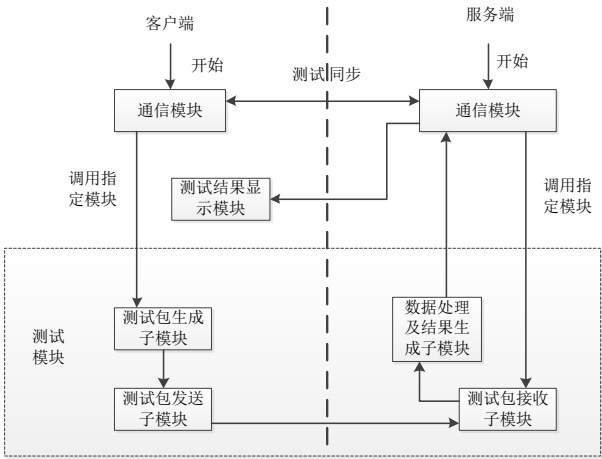 客户端
服务端
开始
开始
测试同步
通信模块
通信模块
调用指
定模块
测试结果显
示模块
调用指
定模块
测试
模块
测试包生成
子模块
数据处理
及结果生
成子模块
测试包发送
子模块
测试包接收
子模块